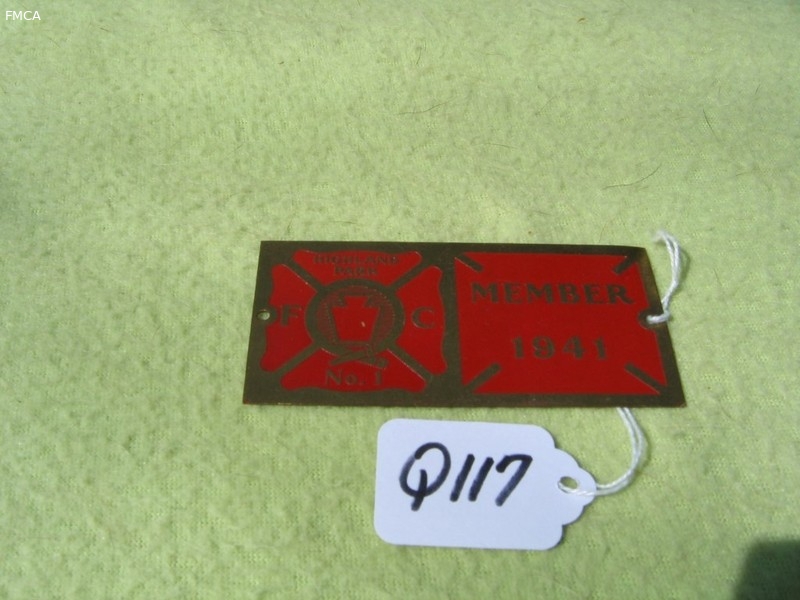 FMCA
HIGHLAND
PARK
F C
No. 1
MEMBER
1941
Q117